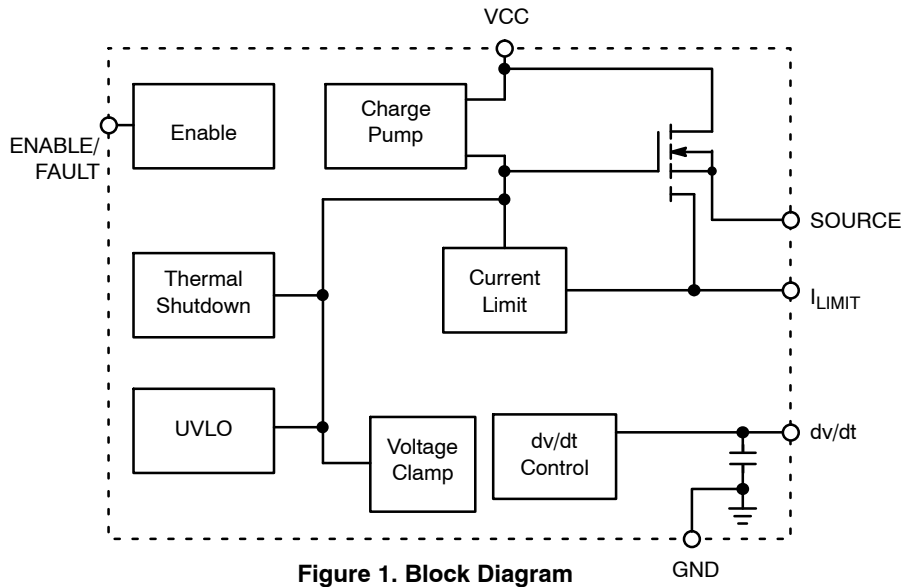 VCC
ENABLE/
FAULT
Enable
Charge
Pump
SOURCE
Thermal
Shutdown
Current
Limit
ILIMIT
UVLO
Voltage
Clamp
dv/dt
Control
dv/dt
GND
Figure 1. Block Diagram